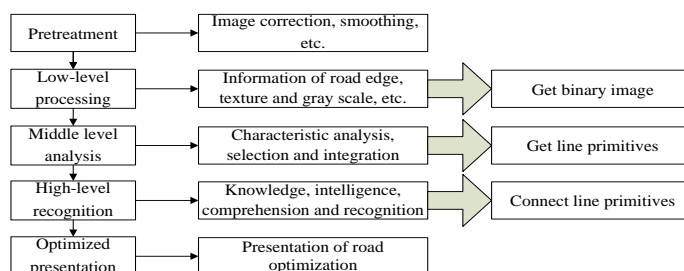 Pretreatment
Image correction, smoothing,
etc.
Low-level
processing
Information of road edge,
texture and gray scale, etc.
Get binary image
Middle level
analysis
Characteristic analysis,
selection and integration
Get line primitives
High-level
recognition
Knowledge, intelligence,
comprehension and recognition
Connect line primitives
Optimized
presentation
Presentation of road
optimization